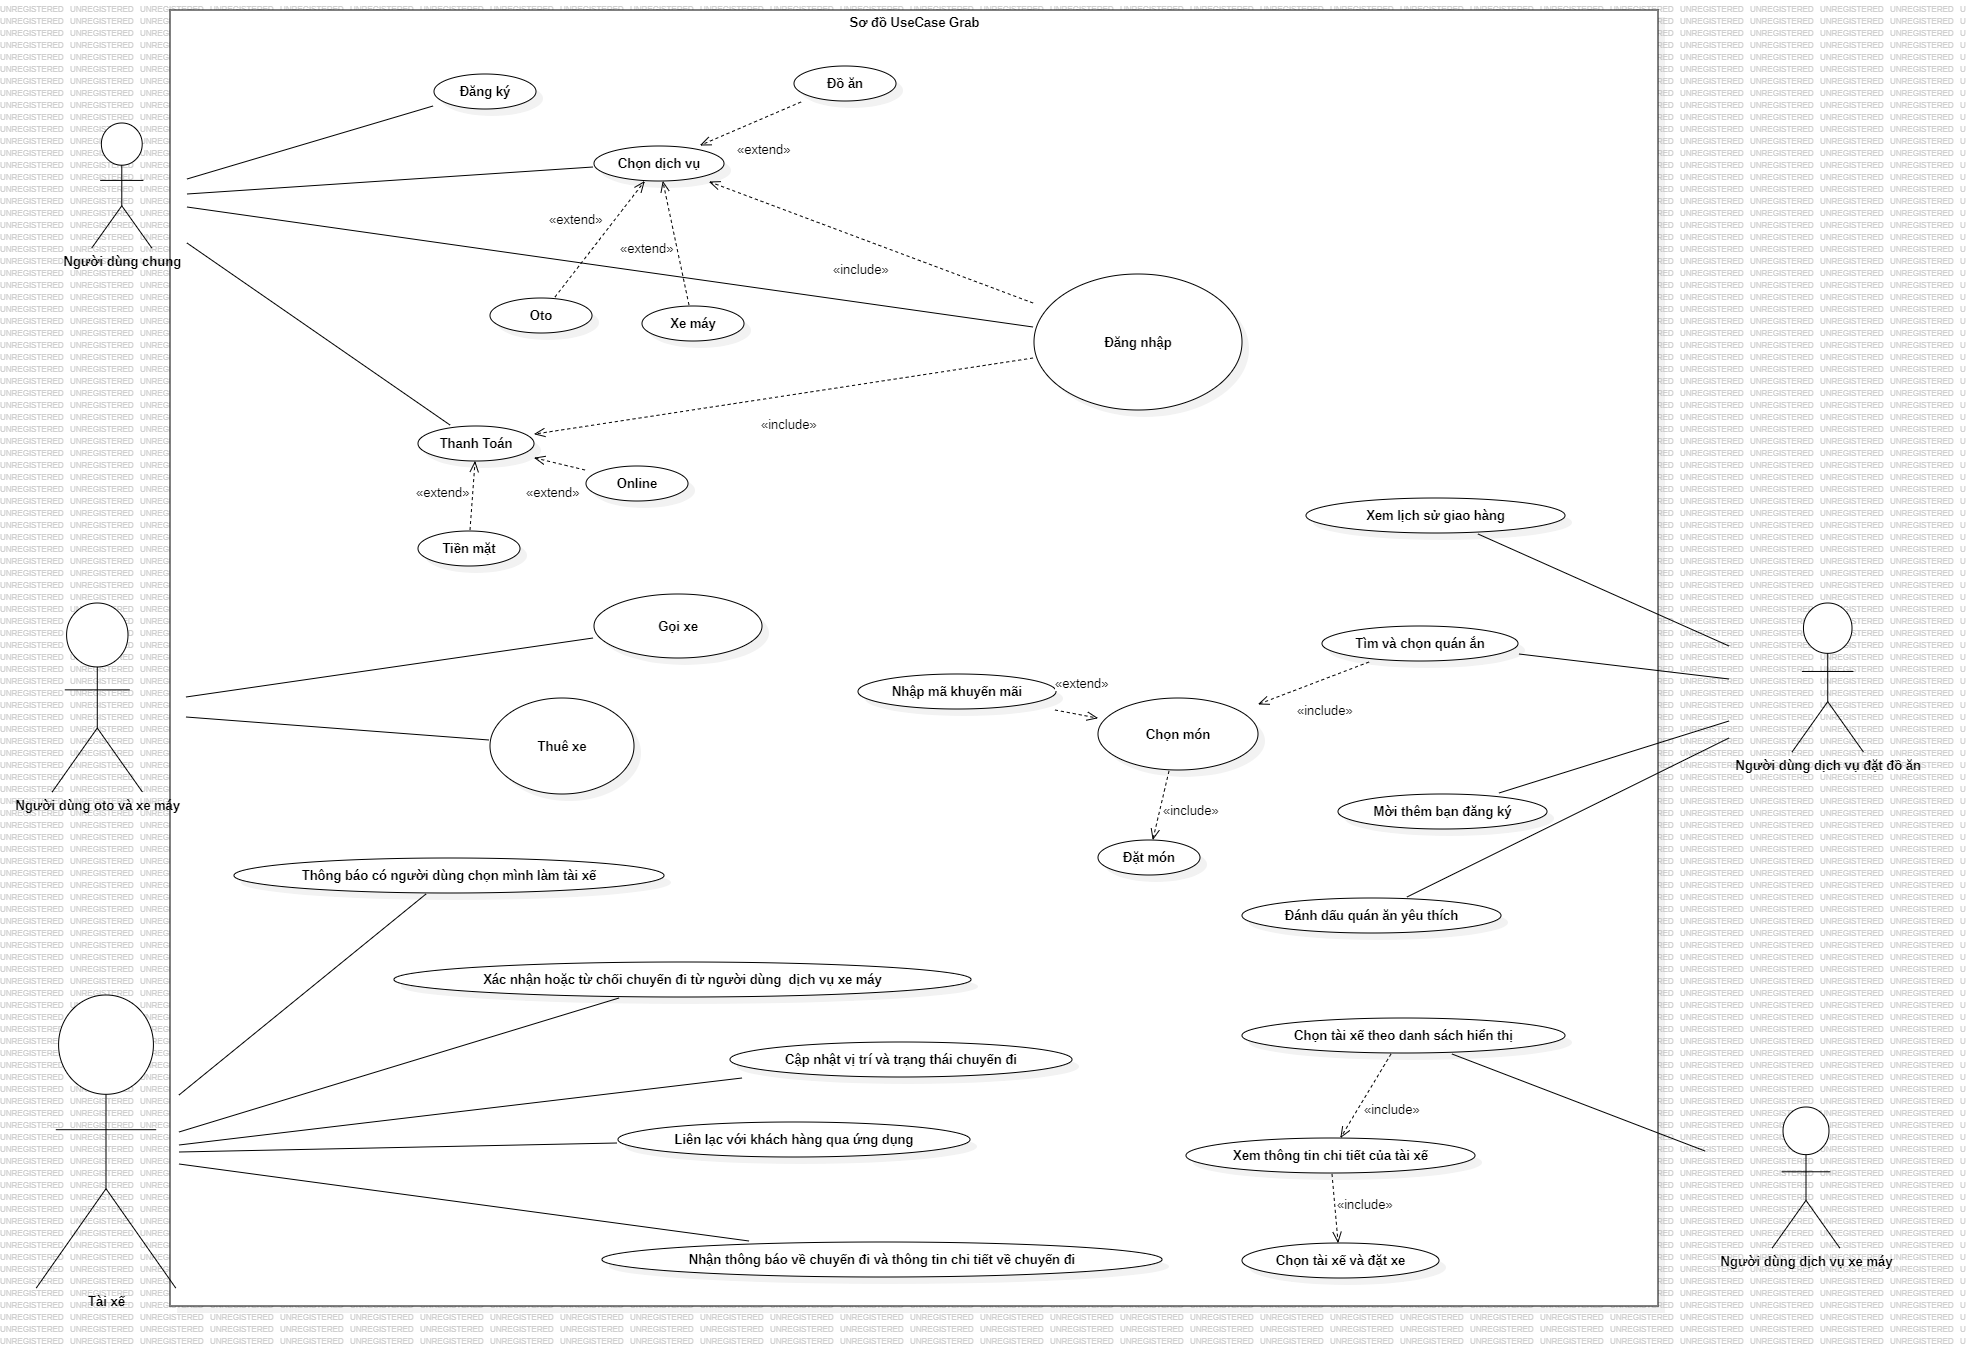 Sơ đồ UseCase Grab
Đồ ăn
Đăng ký
«extend»
Chọn dịch vụ
«extend»
«extend»
Người dùng chung
«include»
Oto
Xe máy
Đăng nhập
«include»
Thanh Toán
Online
«extend»
«extend»
Xem lịch sử giao hàng
Tiền mặt
Gọi xe
Tìm và chọn quán ăn
«extend»
Nhập mã khuyến mãi
«include»
Chọn món
Thuê xe
Người dùng dịch vụ đặt đồ ăn
Người dùng oto và xe máy
«include»
Mời thêm bạn đăng ký
Đặt món
Thông báo có người dùng chọn mình làm tài xế
Đánh dấu quán ăn yêu thích
Xác nhận hoặc từ chối chuyến đi từ người dùng  dịch vụ xe máy
Chọn tài xế theo danh sách hiển thị
Cập nhật vị trí và trạng thái chuyến đi
«include»
Liên lạc với khách hàng qua ứng dụng
Xem thông tin chi tiết của tài xế
«include»
Nhận thông báo về chuyến đi và thông tin chi tiết về chuyến đi
Chọn tài xế và đặt xe
Người dùng dịch vụ xe máy
Tài xế
UNREGISTERED